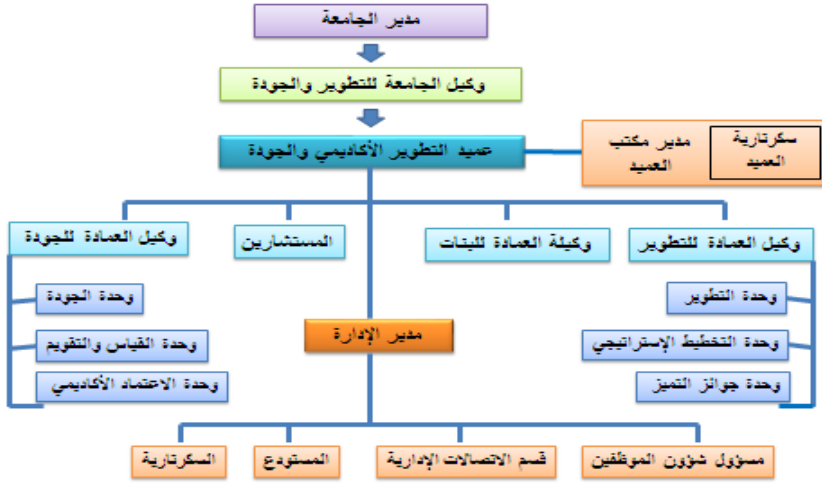 مدير الجامعة
وكيل الجامعة للتطوير والجودة
عميد التطوير الأكاديمي والجودة
سكرتارية
العميد
مدير مكتب
العميد
وكيل العمادة للتطوير
وكيلة العمادة للبنات
المستشارين
وكيل العمادة للجودة
وحدة التطوير
وحدة التخطيط الإستراتيجي
وحدة جوائز التميز
وحدة الجودة
وحدة القياس والتقويم
وحدة الاعتماد الأكاديمي
مدير الإدارة
مسؤول شؤون الموظفين
قسم الاتصالات الإدارية
المستودع
السكرتارية